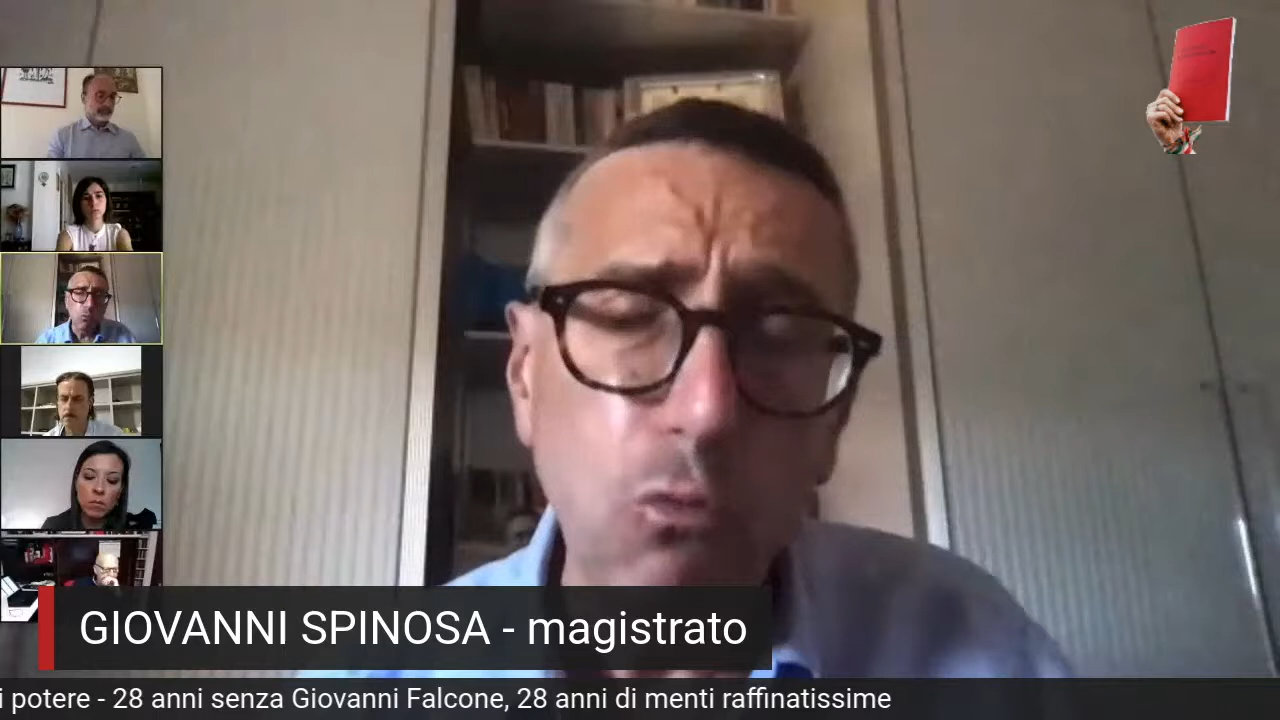 GIOVANNI SPINOSA - magistrato
i potere - 28 anni senza Giovanni Falcone, 28 anni di menti raffinatissime